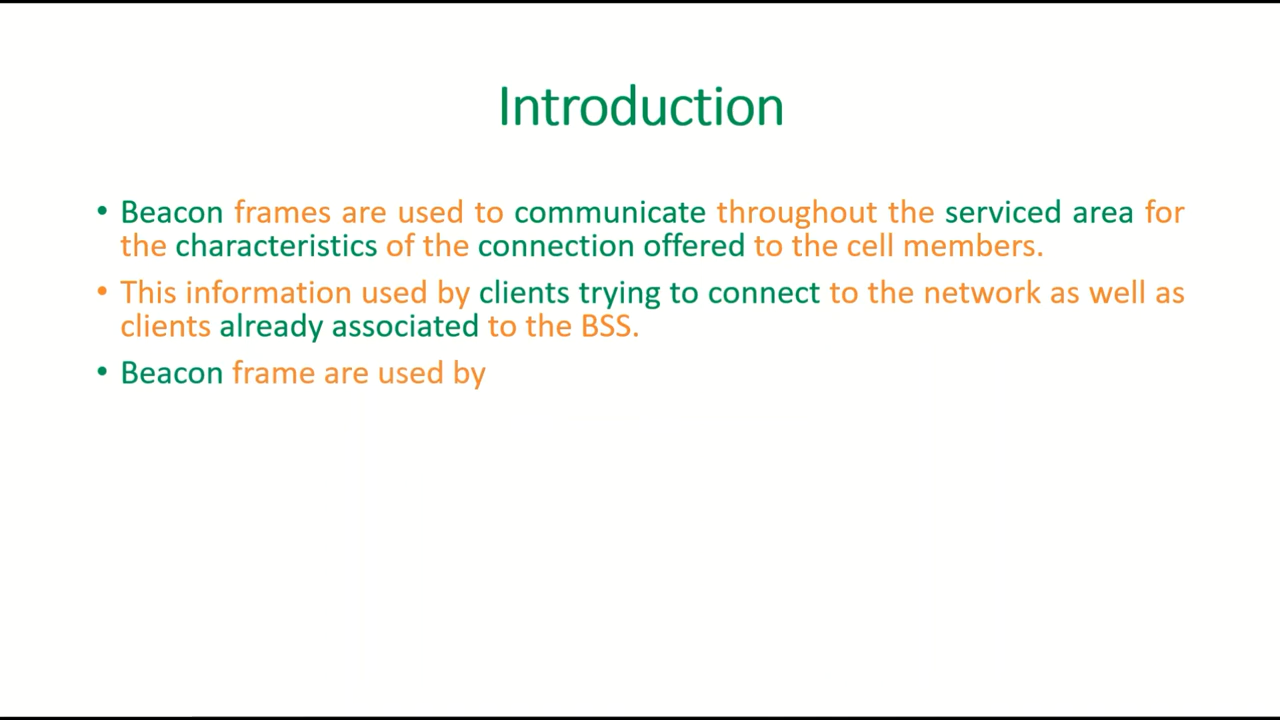 Introduction
• Beacon frames are used to communicate throughout the serviced area for
the characteristics of the connection offered to the cell members.
• This information used by clients trying to connect to the network as well as
clients already associated to the BSS.
• Beacon frame are used by